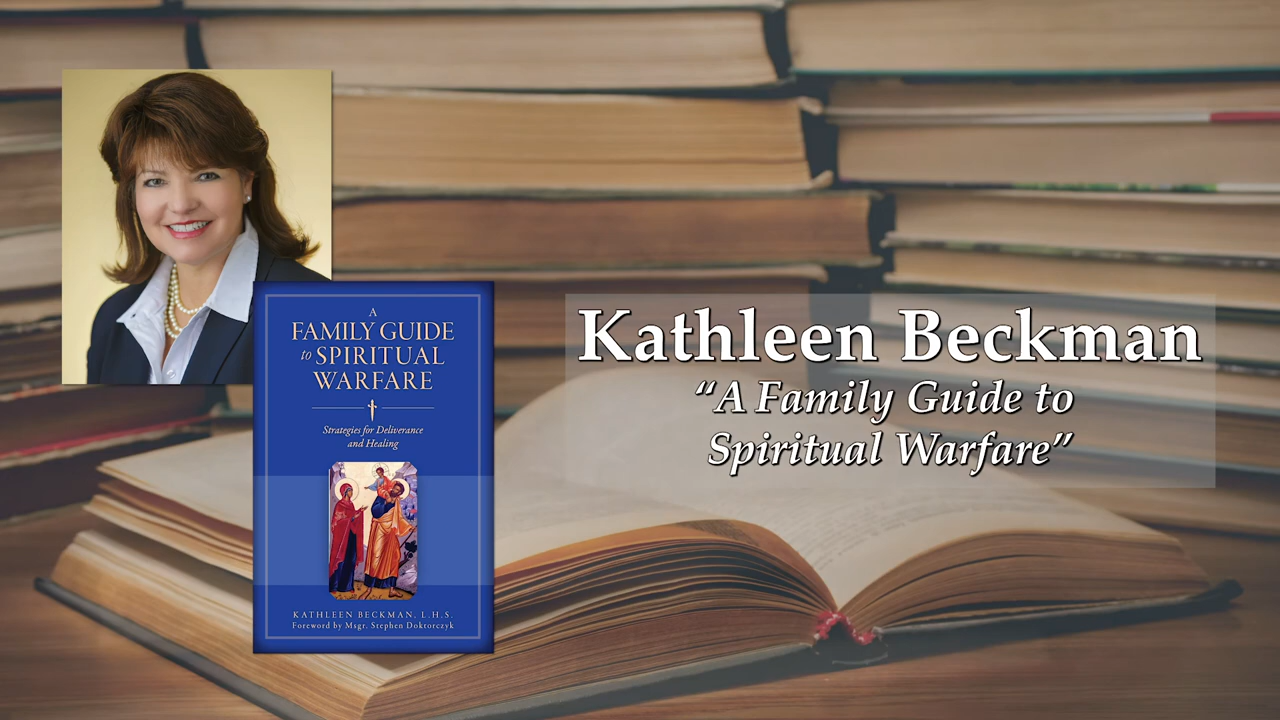 A
FAMILY GUIDE
to SPIRITUAL
WARFARE
Strategies for Deliverance
and Healing
KATHLEEN BECKMAN, L.H.S.
Foreword by Msgr. Stephen Doktorczyk
Kathleen Beckman
“A Family Guide to
Spiritual Warfare”